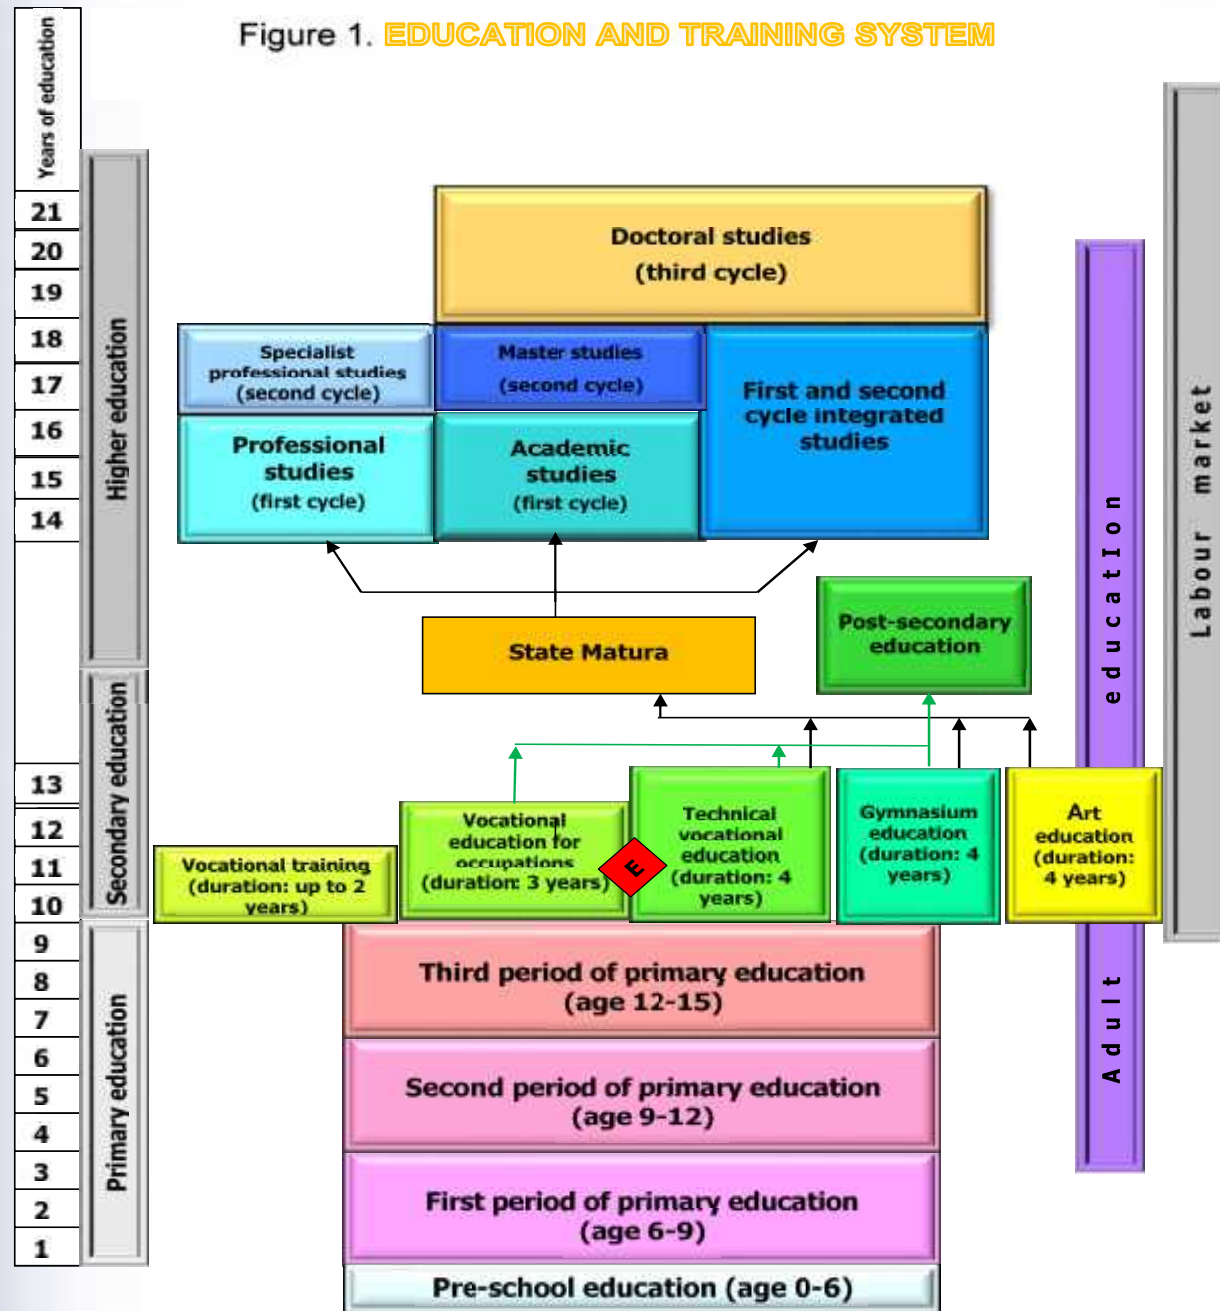 Figure 1. EDUCATION AND TRAINING SYSTEM
Years of education
21
20
19
18
17
16
15
14
13
12
11
10
9
8
7
6
5
4
3
2
1
Higher education
Secondary education
Primary education
Doctoral studies
(third cycle)
Specialist
professional studies
(second cycle)
Master studies
(second cycle)
First and second
cycle integrated
studies
Professional
studies
(first cycle)
Academic
studies
(first cycle)
State Matura
Post-secondary
education
Vocational training
(duration: up to 2
years)
Vocational
education for
occupations
(duration: 3 years)
E
Technical
vocational
education
(duration: 4
years)
Gymnasium
education
(duration: 4
years)
Art
education
(duration:
4 years)
Third period of primary education
(age 12-15)
Second period of primary education
(age 9-12)
First period of primary education
(age 6-9)
Pre-school education (age 0-6)
Adult educatIon
Labour market